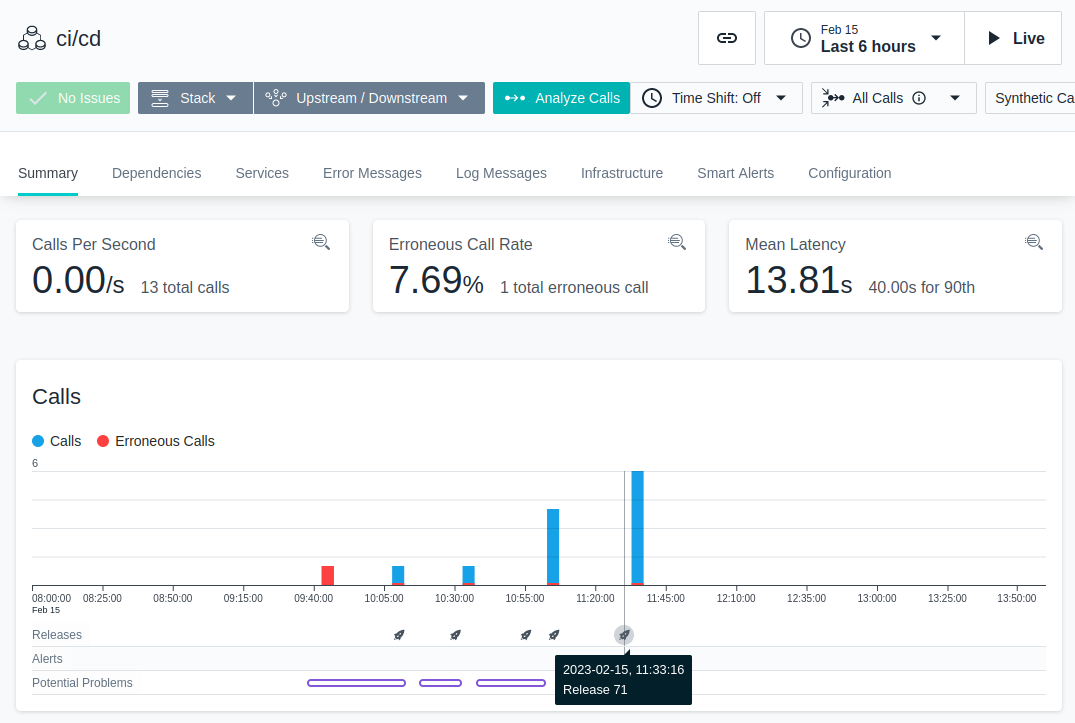 ci/cd
Feb 15
Last 6 hours
Live
No Issues
Stack
Upstream / Downstream
Analyze Calls
Time Shift: Off
All Calls
Synthetic Ca
Summary
Dependencies
Services
Error Messages
Log Messages
Infrastructure
Smart Alerts
Configuration
Calls Per Second
0.00/s 13 total calls
Erroneous Call Rate
7.69% 1 total erroneous call
Mean Latency
13.81s 40.00s for 90th
Calls
Calls Erroneous Calls
6
08:00:00 08:25:00 08:50:00 09:15:00 09:40:00 10:05:00 10:30:00 10:55:00 11:20:00 11:45:00 12:10:00 12:35:00 13:00:00 13:25:00 13:50:00
Feb 15
Releases
Alerts
Potential Problems
2023-02-15, 11:33:16
Release 71